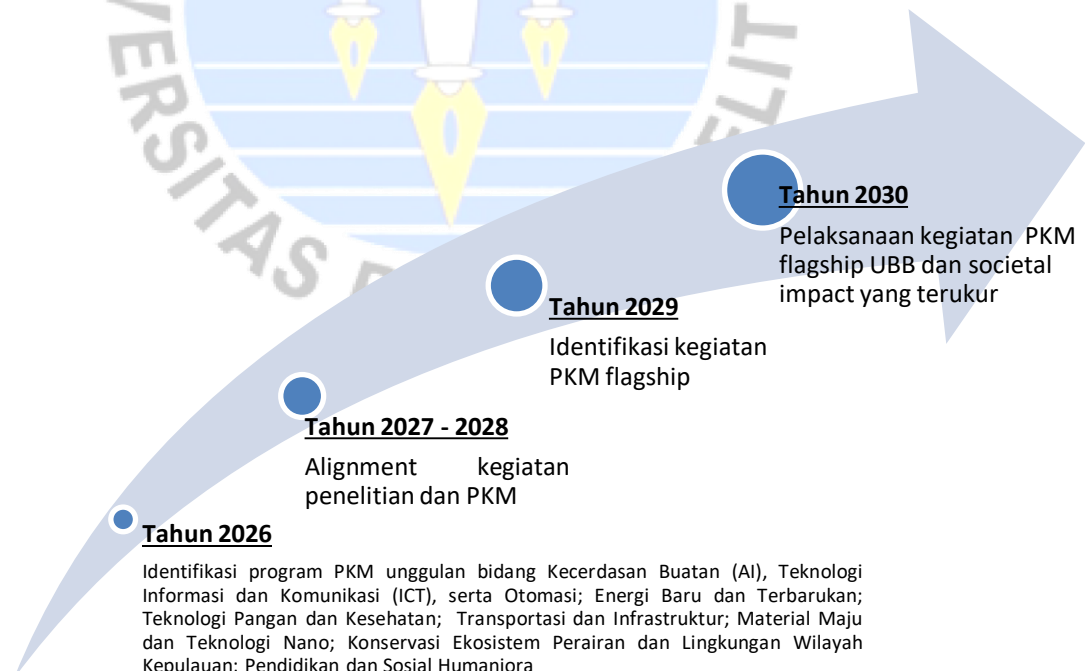 VERSITAS
ELIT
Tahun 2030
Pelaksanaan kegiatan PKM
flagship UBB dan societal
impact yang terukur
Tahun 2029
Identifikasi kegiatan
PKM flagship
Tahun 2027 - 2028
Alignment kegiatan
penelitian dan PKM
Tahun 2026
Identifikasi program PKM unggulan bidang Kecerdasan Buatan (AI), Teknologi
Informasi dan Komunikasi (ICT), serta Otomasi; Energi Baru dan Terbarukan;
Teknologi Pangan dan Kesehatan; Transportasi dan Infrastruktur; Material Maju
dan Teknologi Nano; Konservasi Ekosistem Perairan dan Lingkungan Wilayah
Kepulauan; Pendidikan dan Sosial Humaniora